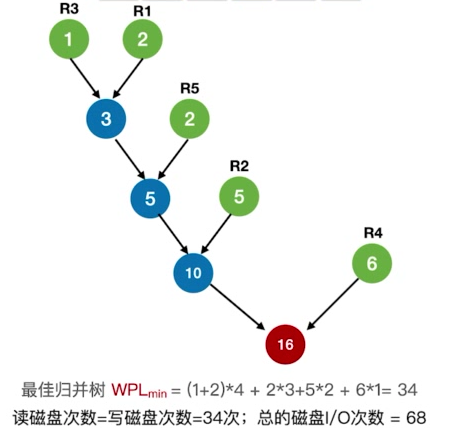 R3 R1
1 2
R5
3 2
R2
5 5
R4
10 6
16
最佳归并树 WPLmin = (1+2)*4 + 2*3+5*2 + 6*1= 34
读磁盘次数=写磁盘次数=34次；总的磁盘I/O次数 = 68